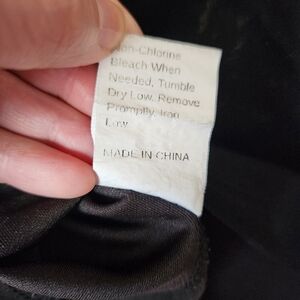 Non-Chlorine
Bleach When
Needed, Tumble
Dry Low, Remove
Promptly, Iron
Low
MADE IN CHINA